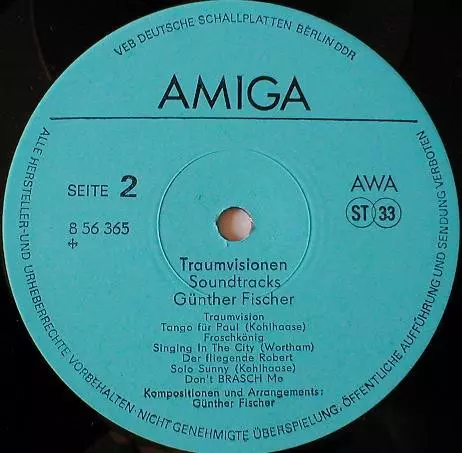 VEB DEUTSCHE SCHALLPLATTEN BERLIN DDR
AMIGA
SEITE 2
AWA
8 56 365
ST 33
Traumvisionen
Soundtracks
Günther Fischer
Traumvision
Tango für Paul (Kohlhaase)
Froschkönig
Singing In The City (Wortham)
Der fliegende Robert
Solo Sunny (Kohlhaase)
Don't BRASCH Me
Kompositionen und Arrangements:
Günther Fischer
ALLE HERSTELLER- UND URHEBERRECHTE VORBEHALTEN · NICHT GENEHMIGTE ÜBERSPIELUNG, ÖFFENTLICHE AUFFÜHRUNG UND SENDUNG VERBOTEN